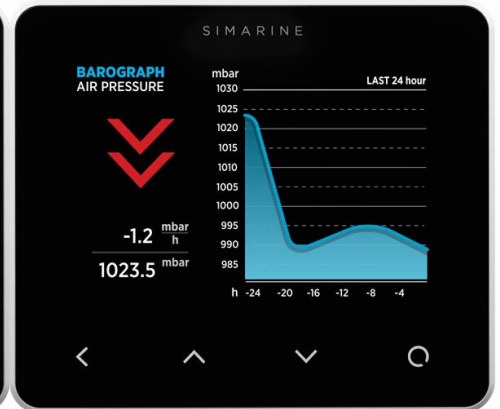 SIMARINE
BAROGRAPH
AIR PRESSURE
-1.2 mbar/h
1023.5 mbar
mbar
LAST 24 hour
1030
1025
1020
1015
1010
1005
1000
995
990
985
h -24 -20 -16 -12 -8 -4